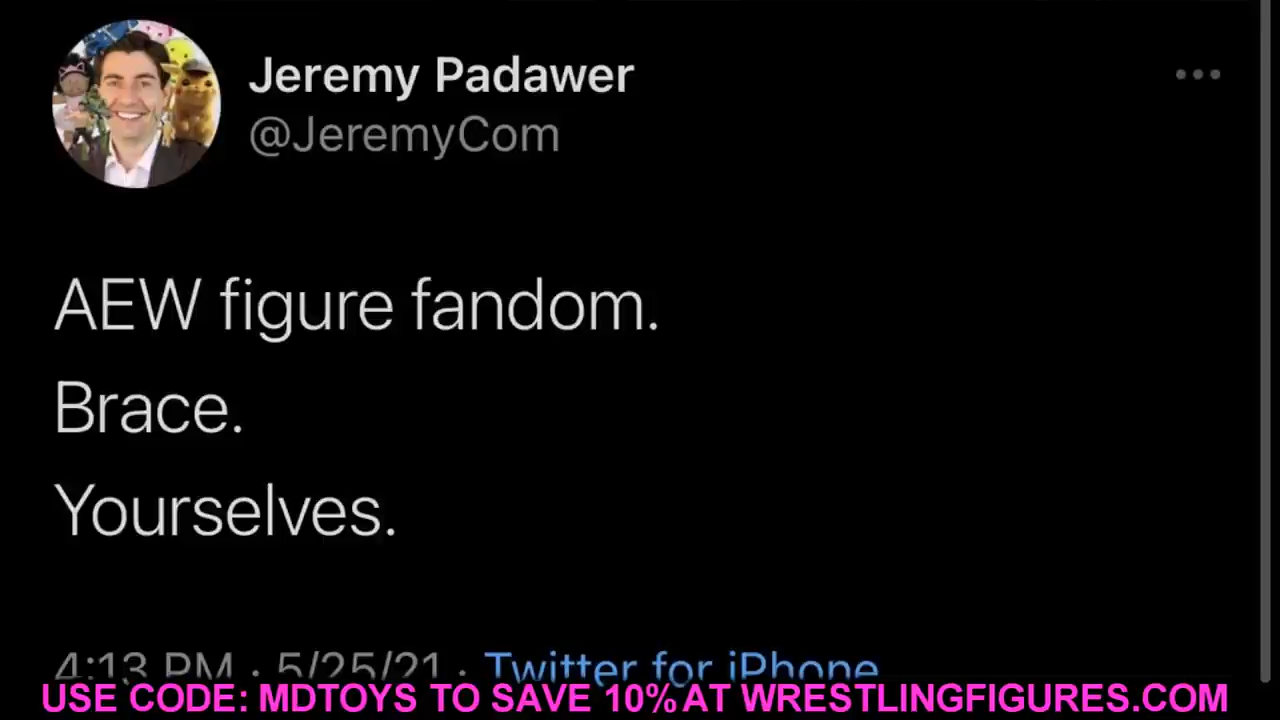 Jeremy Padawer
@JeremyCom
AEW figure fandom.
Brace.
Yourselves.
4:13 PM · 5/25/21 · Twitter for iPhone
USE CODE: MDTOYS TO SAVE 10% AT WRESTLINGFIGURES.COM